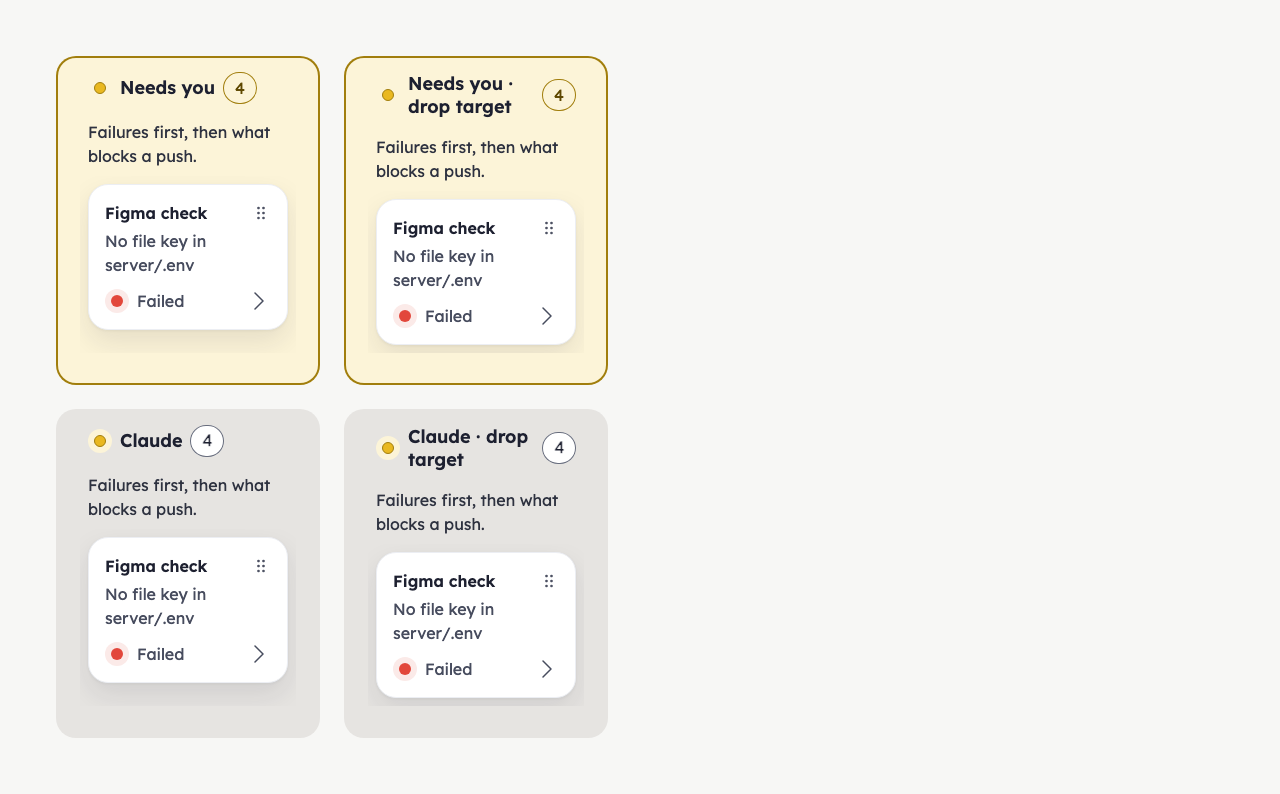 Needs you 4
Failures first, then what
blocks a push.
Figma check
No file key in
server/.env
Failed
Needs you ·
drop target
4
Failures first, then what
blocks a push.
Figma check
No file key in
server/.env
Failed
Claude 4
Failures first, then what
blocks a push.
Figma check
No file key in
server/.env
Failed
Claude · drop
target
4
Failures first, then what
blocks a push.
Figma check
No file key in
server/.env
Failed